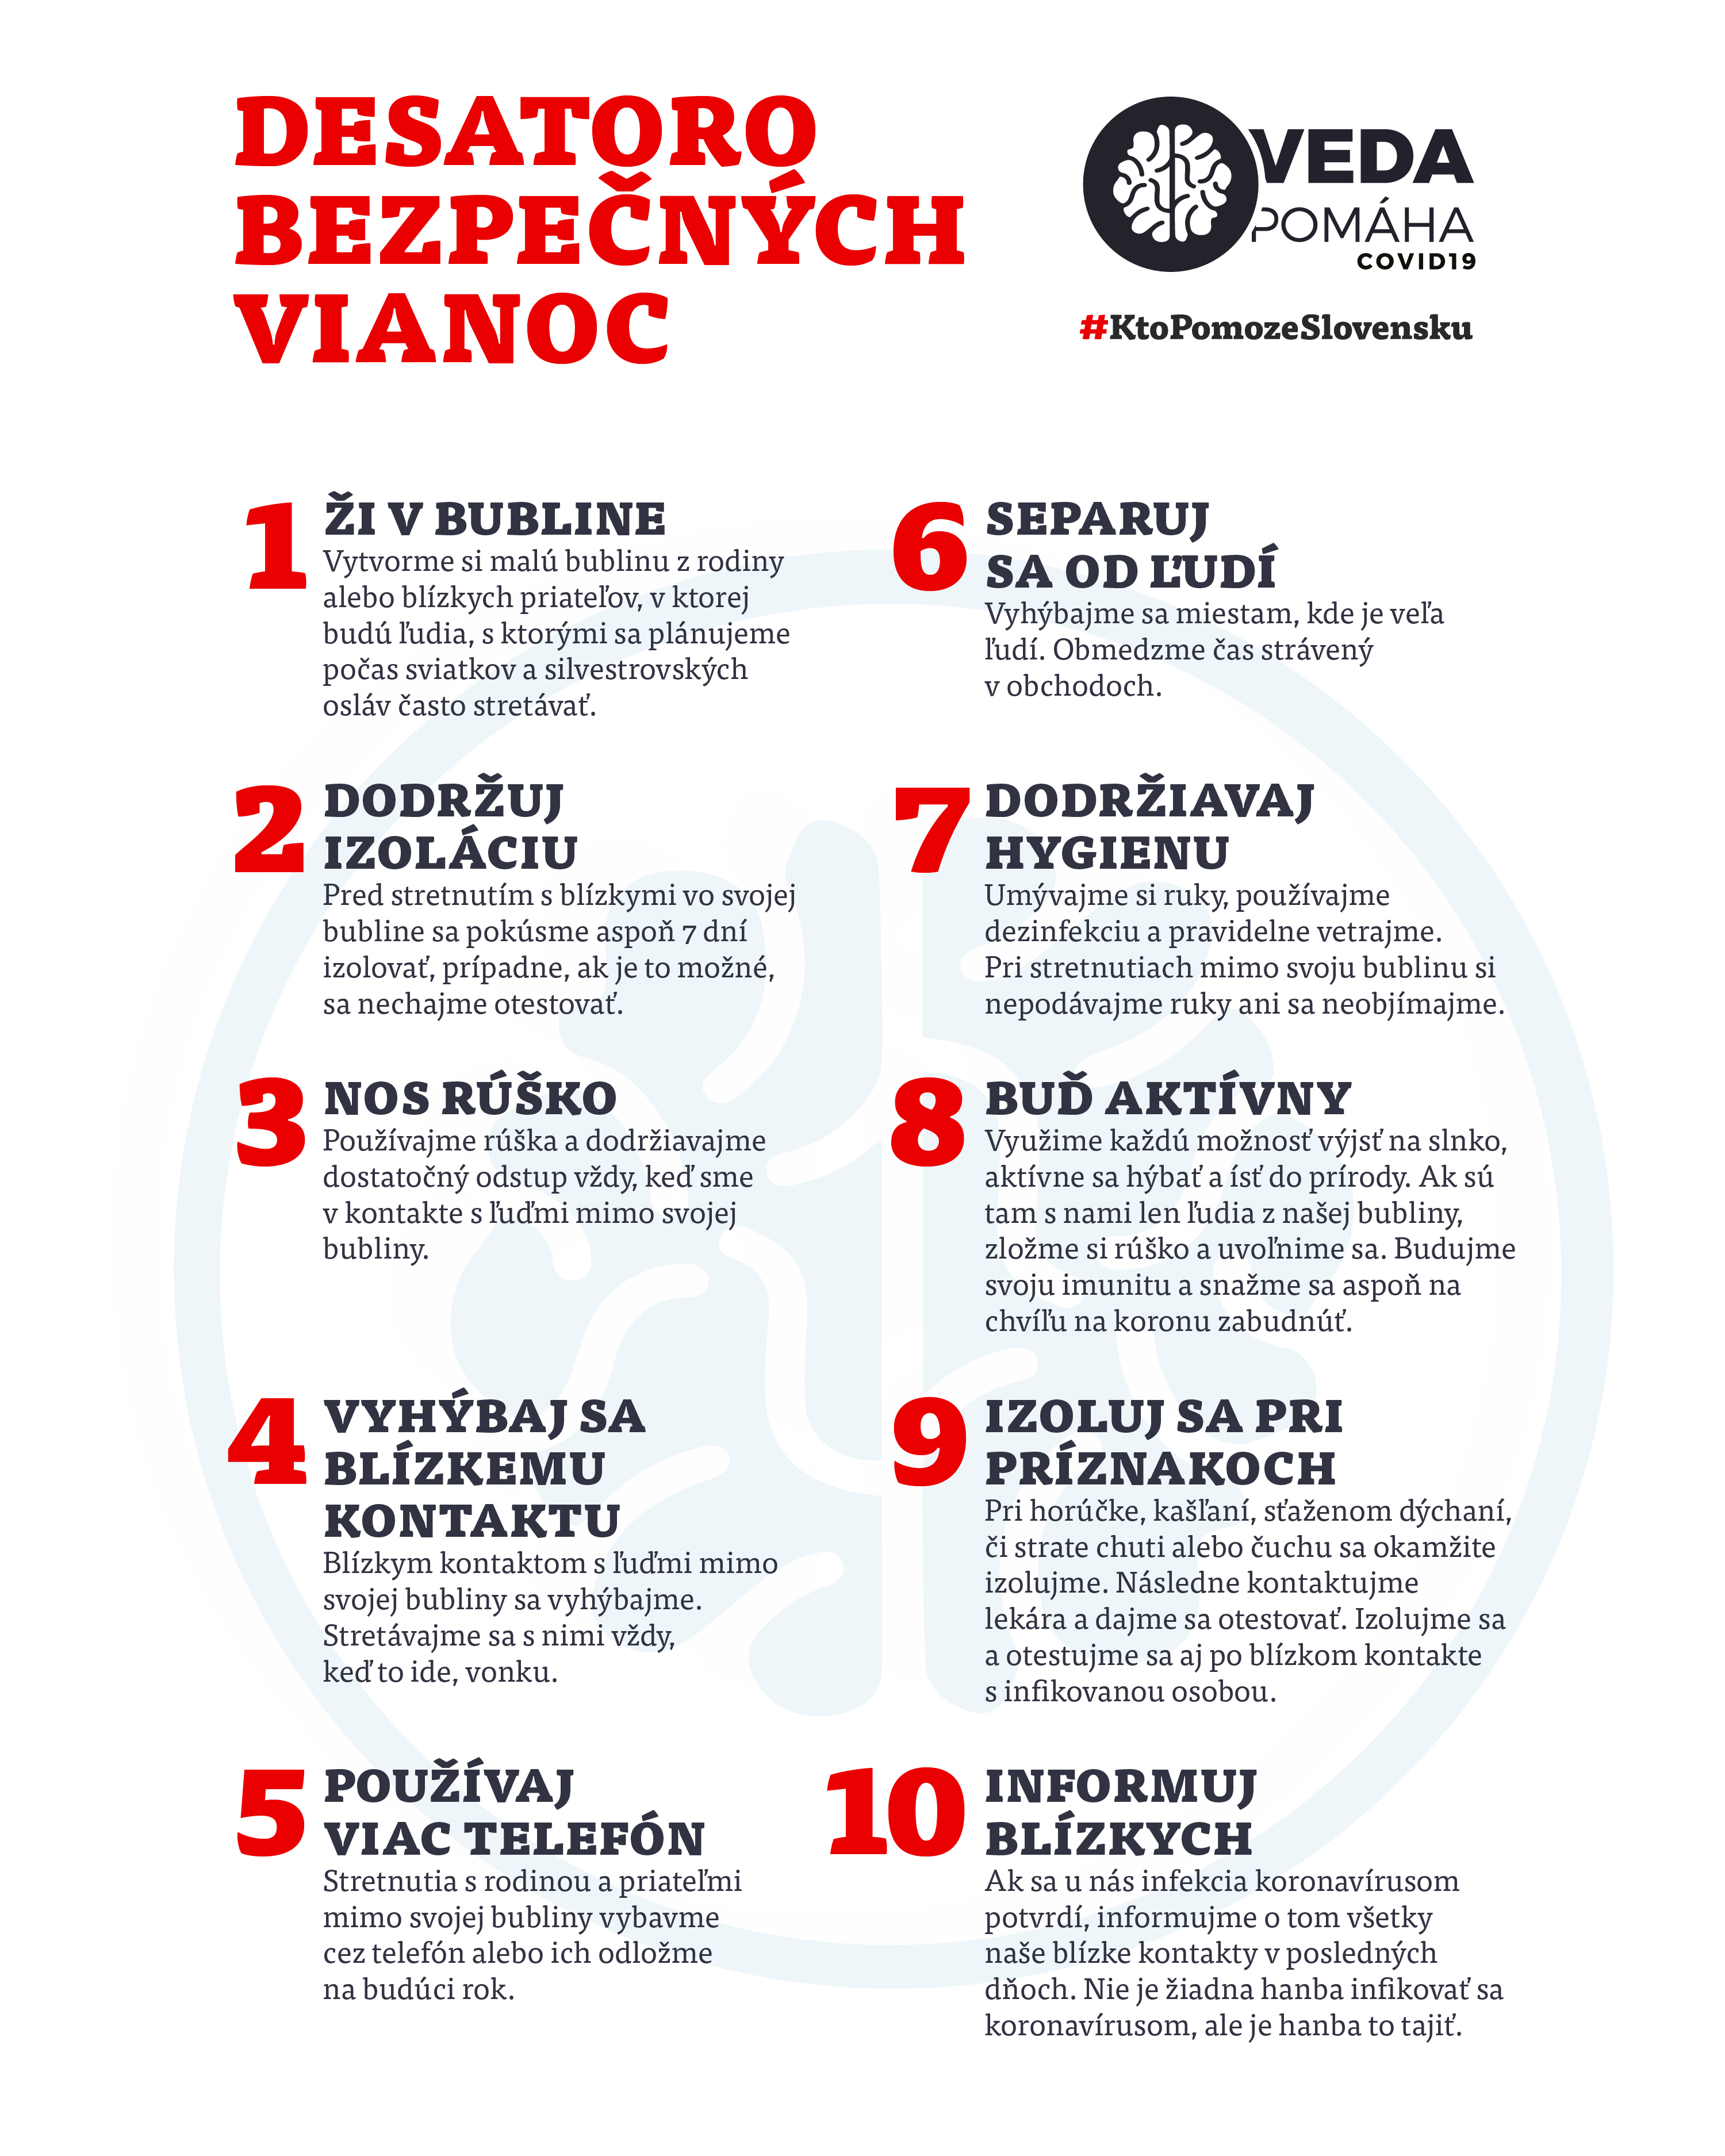 DESATORO
BEZPEČNÝCH
VIANOC
VEDA
POMÁHA
COVID19
#KtoPomozeSlovensku
1 ŽI V BUBLINE
Vytvorme si malú bublinu z rodiny
alebo blízkych priateľov, v ktorej
budú ľudia, s ktorými sa plánujeme
počas sviatkov a silvestrovských
osláv často stretávať.
2 DODRŽUJ
IZOLÁCIU
Pred stretnutím s blízkymi vo svojej
bubline sa pokúsme aspoň 7 dní
izolovať, prípadne, ak je to možné,
sa nechajme otestovať.
3 NOS RÚŠKO
Používajme rúška a dodržiavajme
dostatočný odstup vždy, keď sme
v kontakte s ľuďmi mimo svojej
bubliny.
4 VYHÝBAJ SA
BLÍZKEMU
KONTAKTU
Blízkym kontaktom s ľuďmi mimo
svojej bubliny sa vyhýbajme.
Stretávajme sa s nimi vždy,
keď to ide, vonku.
5 POUŽÍVAJ
VIAC TELEFÓN
Stretnutia s rodinou a priateľmi
mimo svojej bubliny vybavme
cez telefón alebo ich odložme
na budúci rok.
6 SEPARUJ
SA OD ĽUDÍ
Vyhýbajme sa miestam, kde je veľa
ľudí. Obmedzme čas strávený
v obchodoch.
7 DODRŽIAVAJ
HYGIENU
Umývajme si ruky, používajme
dezinfekciu a pravidelne vetrajme.
Pri stretnutiach mimo svoju bublinu si
nepodávajme ruky ani sa neobjímajme.
8 BUĎ AKTÍVNY
Využime každú možnosť výjsť na slnko,
aktívne sa hýbať a ísť do prírody. Ak sú
tam s nami len ľudia z našej bubliny,
zložme si rúško a uvoľnime sa. Budujme
svoju imunitu a snažme sa aspoň na
chvíľu na koronu zabudnúť.
9 IZOLUJ SA PRI
PRÍZNAKOCH
Pri horúčke, kašľaní, sťaženom dýchaní,
či strate chuti alebo čuchu sa okamžite
izolujme. Následne kontaktujme
lekára a dajme sa otestovať. Izolujme sa
a otestujme sa aj po blízkom kontakte
s infikovanou osobou.
10 INFORMUJ
BLÍZKYCH
Ak sa u nás infekcia koronavírusom
potvrdí, informujme o tom všetky
naše blízke kontakty v posledných
dňoch. Nie je žiadna hanba infikovať sa
koronavírusom, ale je hanba to tajiť.